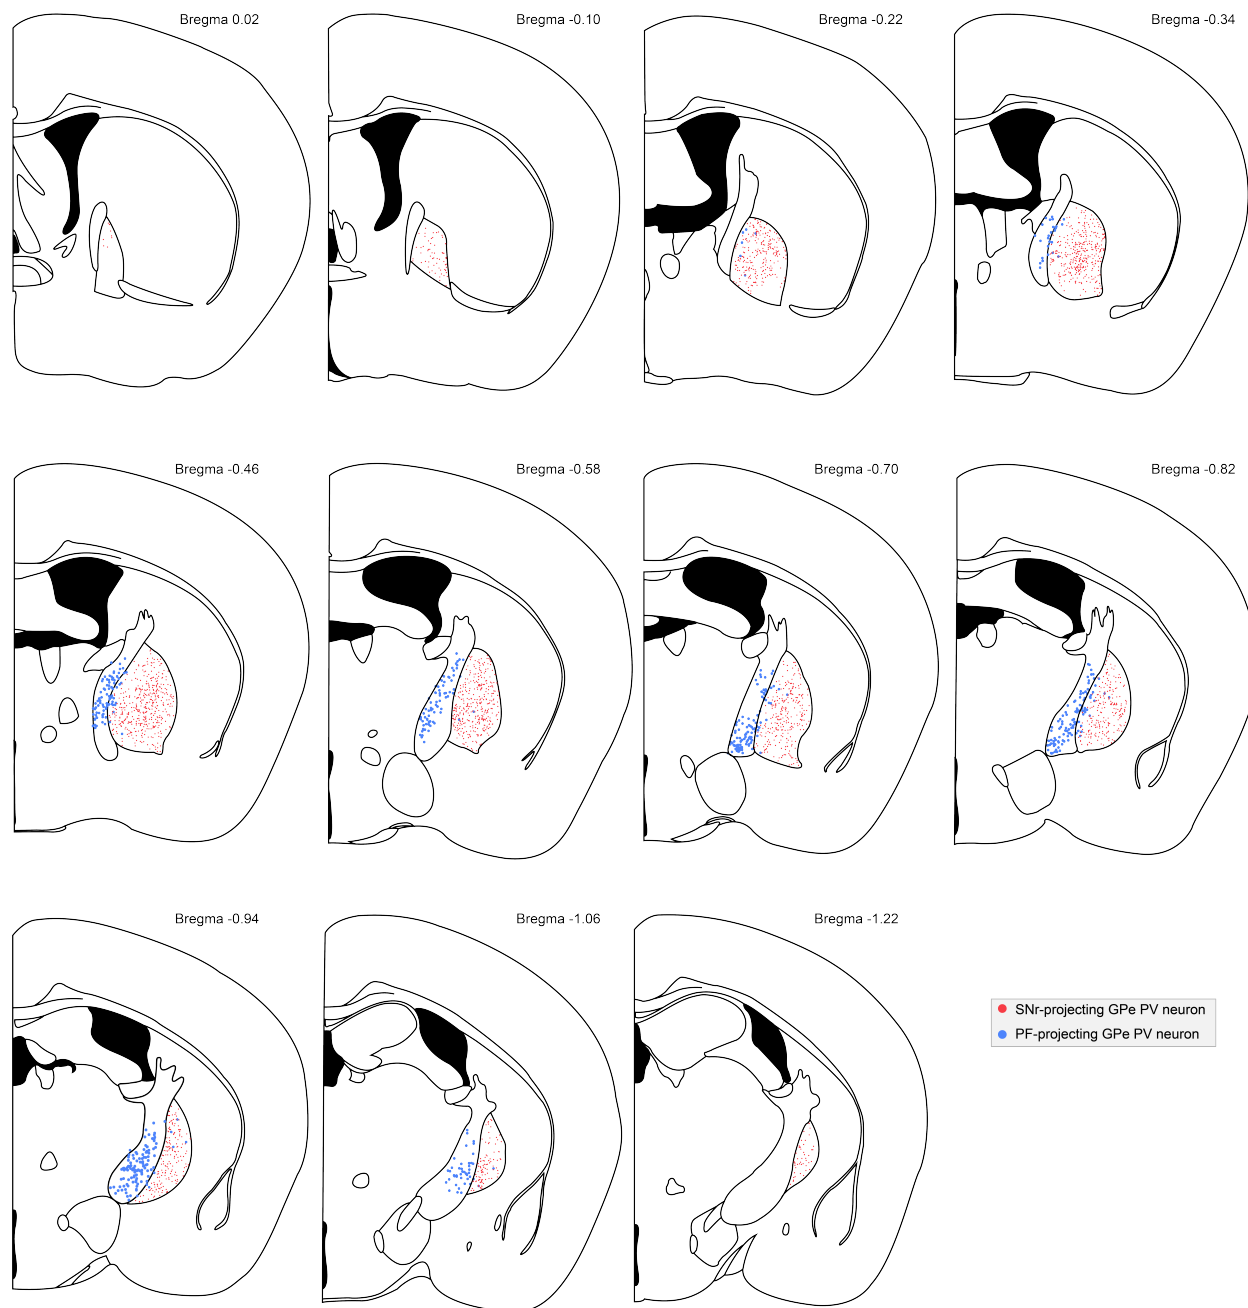 Bregma 0.02
Bregma -0.10
Bregma -0.22
Bregma -0.34
Bregma -0.46
Bregma -0.58
Bregma -0.70
Bregma -0.82
Bregma -0.94
Bregma -1.06
Bregma -1.22
SNr-projecting GPe PV neuron
PF-projecting GPe PV neuron